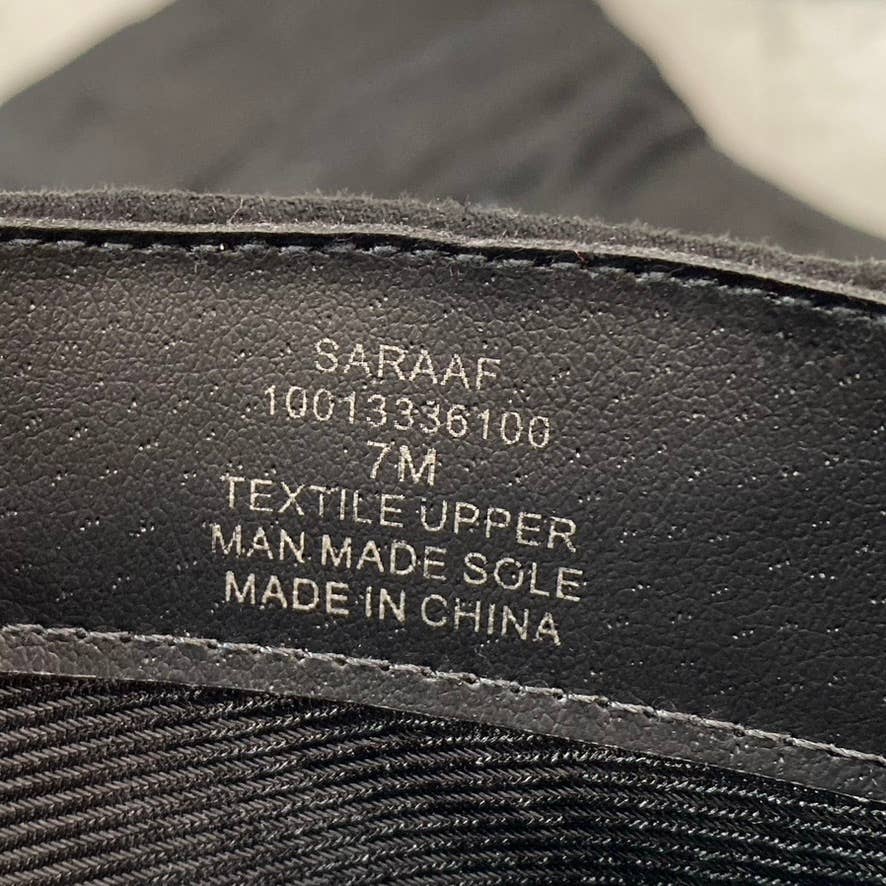 SARAAF
10013336100
7M
TEXTILE UPPER
MAN MADE SOLE
MADE IN CHINA